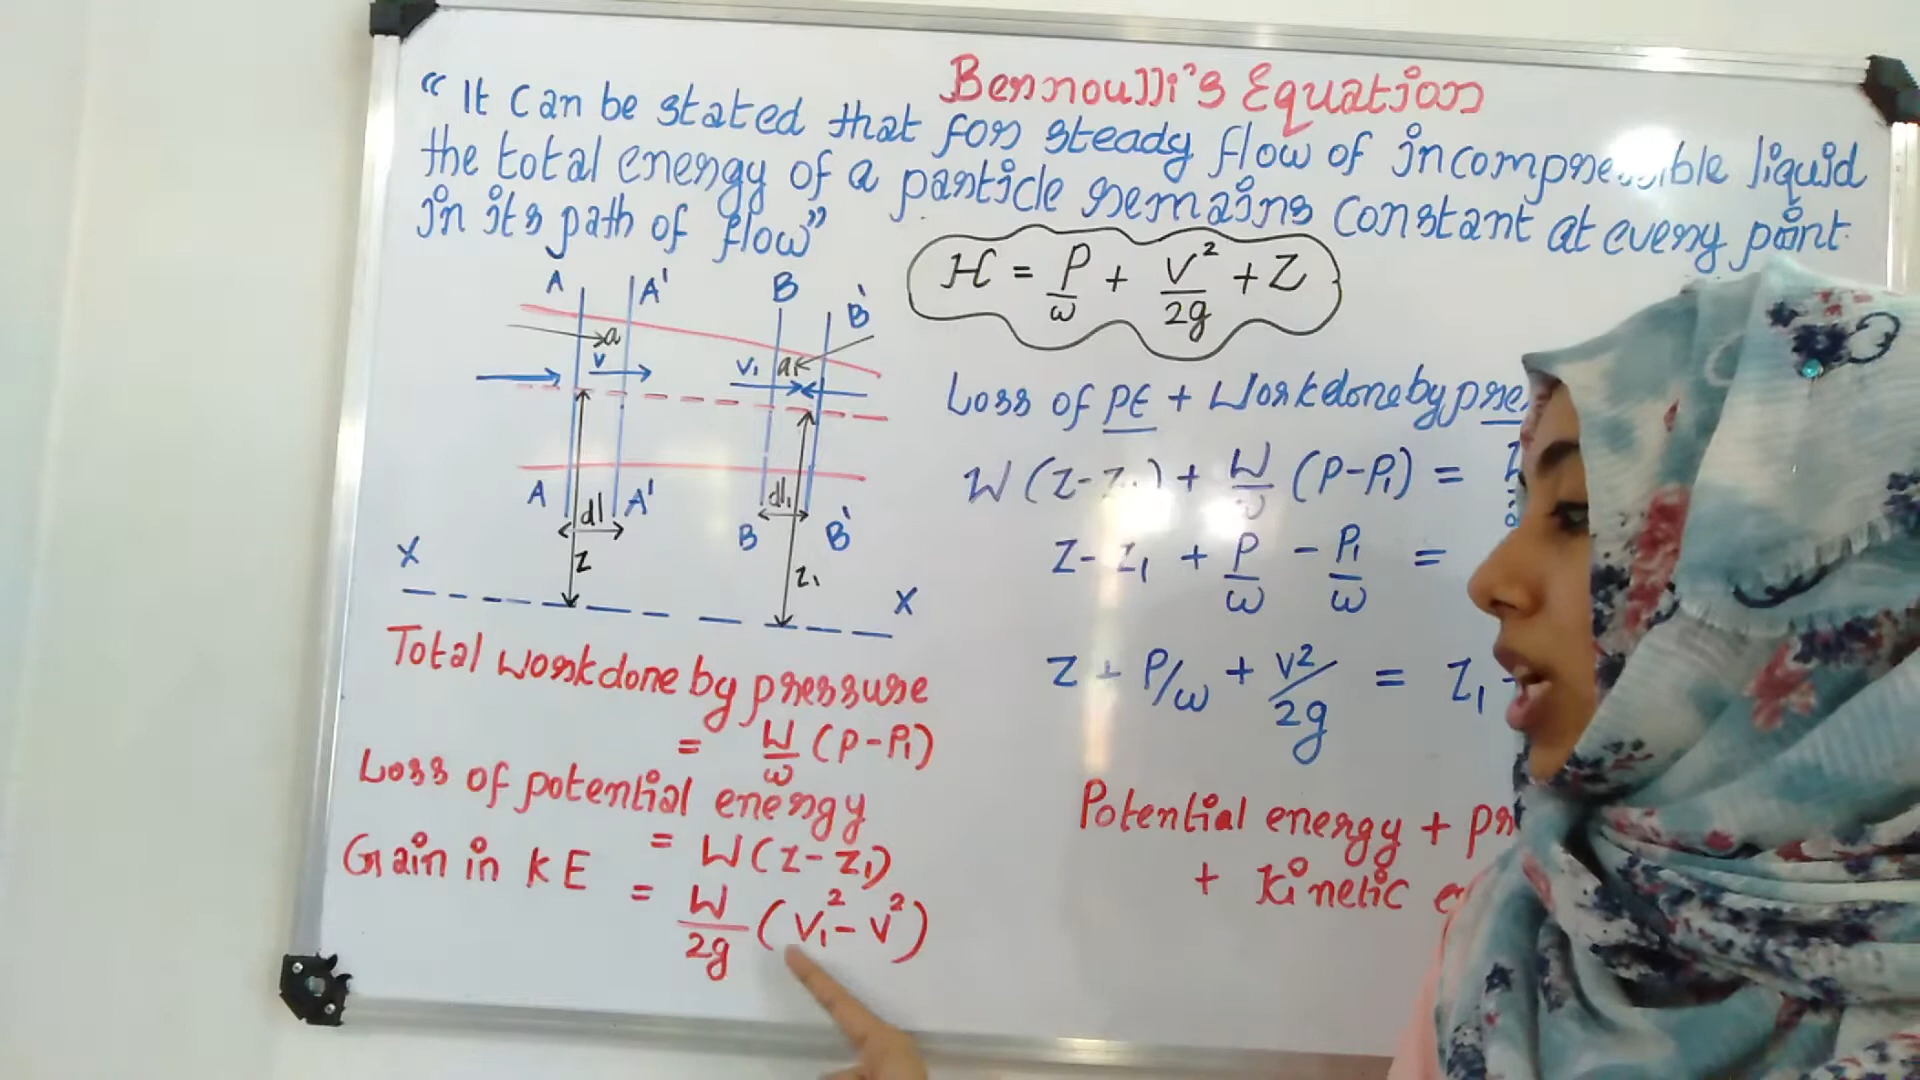 Bernoulli's Equation
"It can be stated that for steady flow of incompressible liquid
the total energy of a particle remains constant at every point
in its path of flow"
H = P/ω + V²/2g + Z
A A' B B'
a
V V₁ a₁
A dl A' dl₁
B B'
X Z Z₁ X
Total workdone by pressure
= W/ω (P-P₁)
Loss of potential energy
= W(Z-Z₁)
Gain in KE = W/2g (V₁² - V²)
Loss of PE + Workdone by
W(Z-Z₁) + W/ω (P-P₁) =
Z-Z₁ + P/ω - P₁/ω =
Z + P/ω + V²/2g = Z₁
Potential energy +
+ Kinetic